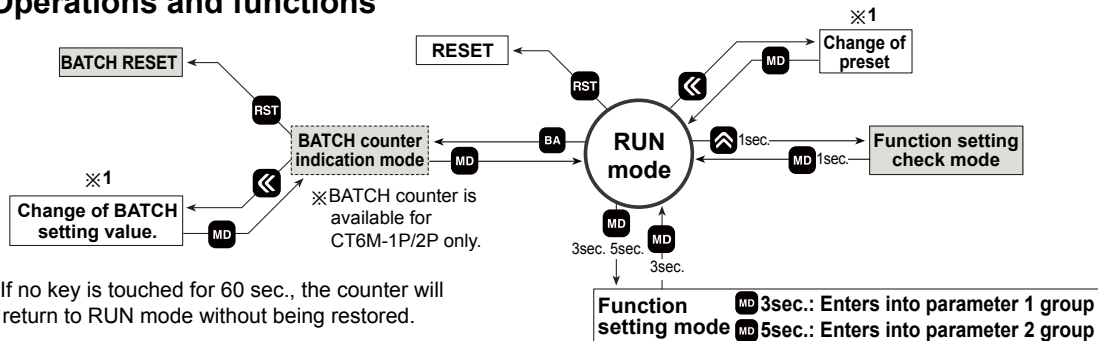 Operations and functions
※1
RESET
Change of
preset
BATCH RESET
MD
RST
RST
BATCH counter
indication mode
BA
MD
RUN
mode
1sec.
MD 1sec.
Function setting
check mode
※1
Change of BATCH
setting value.
MD
※BATCH counter is
available for
CT6M-1P/2P only.
MD
3sec. 5sec.
MD
3sec.
If no key is touched for 60 sec., the counter will
return to RUN mode without being restored.
Function
setting mode
MD 3sec.: Enters into parameter 1 group
MD 5sec.: Enters into parameter 2 group